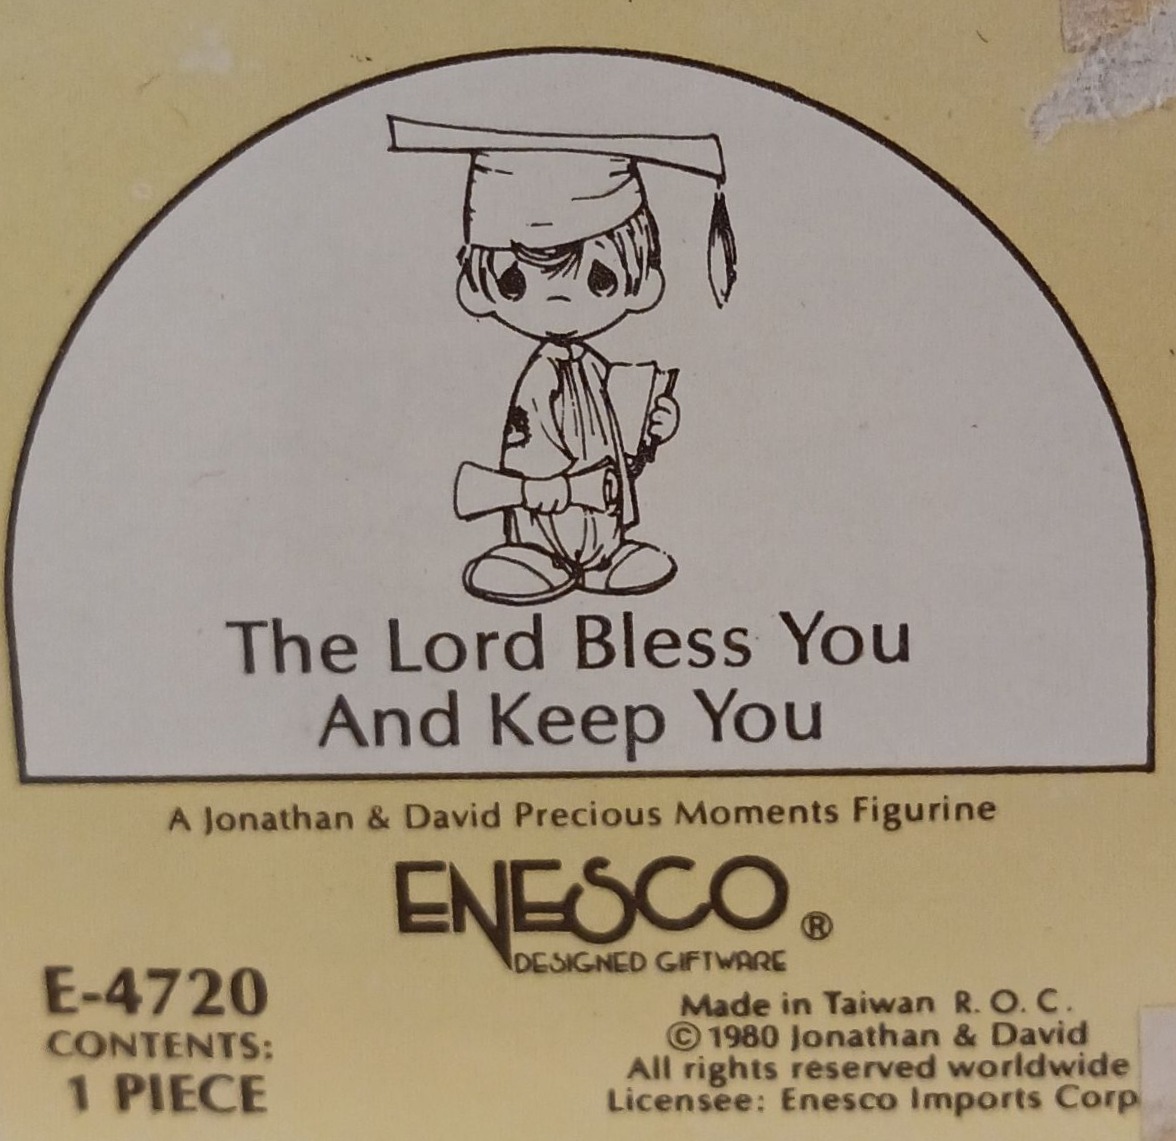 The Lord Bless You
And Keep You
A Jonathan & David Precious Moments Figurine
ENESCO®
DESIGNED GIFTWARE
E-4720
CONTENTS:
1 PIECE
Made in Taiwan R. O. C.
© 1980 Jonathan & David
All rights reserved worldwide
Licensee: Enesco Imports Corp